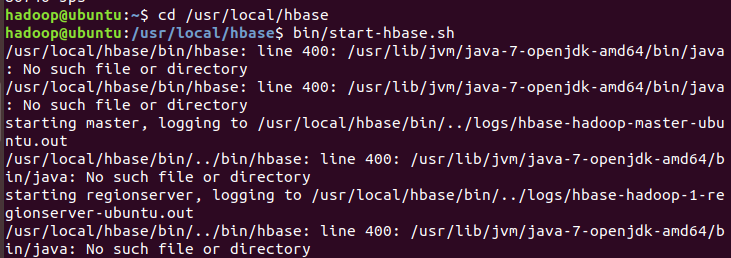 hadoop@ubuntu:~$ cd /usr/local/hbase
hadoop@ubuntu:/usr/local/hbase$ bin/start-hbase.sh
/usr/local/hbase/bin/hbase: line 400: /usr/lib/jvm/java-7-openjdk-amd64/bin/java
: No such file or directory
/usr/local/hbase/bin/hbase: line 400: /usr/lib/jvm/java-7-openjdk-amd64/bin/java
: No such file or directory
starting master, logging to /usr/local/hbase/bin/../logs/hbase-hadoop-master-ubu
ntu.out
/usr/local/hbase/bin/../bin/hbase: line 400: /usr/lib/jvm/java-7-openjdk-amd64/b
in/java: No such file or directory
starting regionserver, logging to /usr/local/hbase/bin/../logs/hbase-hadoop-1-re
gionserver-ubuntu.out
/usr/local/hbase/bin/../bin/hbase: line 400: /usr/lib/jvm/java-7-openjdk-amd64/b
in/java: No such file or directory